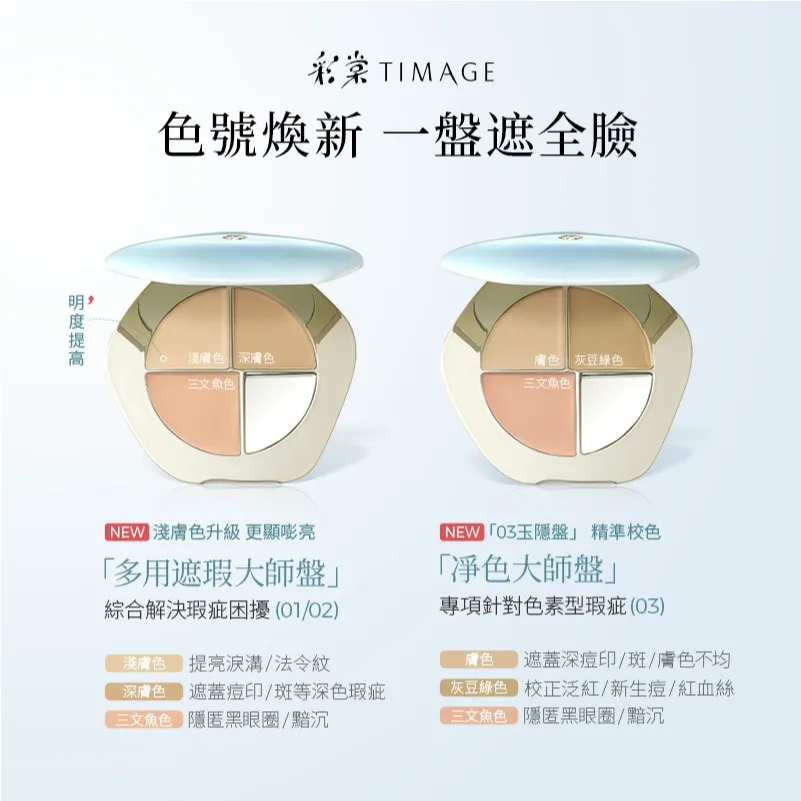 彩棠 TIMAGE
色號煥新 一盤遮全臉
明度提高
淺膚色
深膚色
三文魚色
膚色
灰豆綠色
三文魚色
NEW 淺膚色升級 更顯嘭亮
「多用遮瑕大師盤」
綜合解決瑕疵困擾 (01/02)
淺膚色 提亮淚溝/法令紋
深膚色 遮蓋痘印/斑等深色瑕疵
三文魚色 隱匿黑眼圈/黯沉
NEW 「03玉隱盤」 精準校色
「凈色大師盤」
專項針對色素型瑕疵 (03)
膚色 遮蓋深痘印/斑/膚色不均
灰豆綠色 校正泛紅/新生痘/紅血絲
三文魚色 隱匿黑眼圈/黯沉